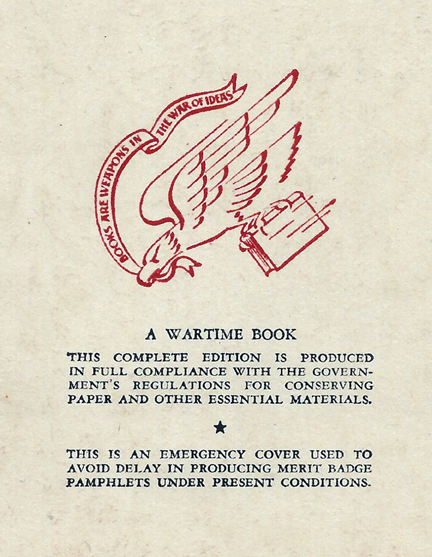 BOOKS ARE WEAPONS IN THE WAR OF IDEAS
A WARTIME BOOK
THIS COMPLETE EDITION IS PRODUCED
IN FULL COMPLIANCE WITH THE GOVERN-
MENT'S REGULATIONS FOR CONSERVING
PAPER AND OTHER ESSENTIAL MATERIALS.
THIS IS AN EMERGENCY COVER USED TO
AVOID DELAY IN PRODUCING MERIT BADGE
PAMPHLETS UNDER PRESENT CONDITIONS.